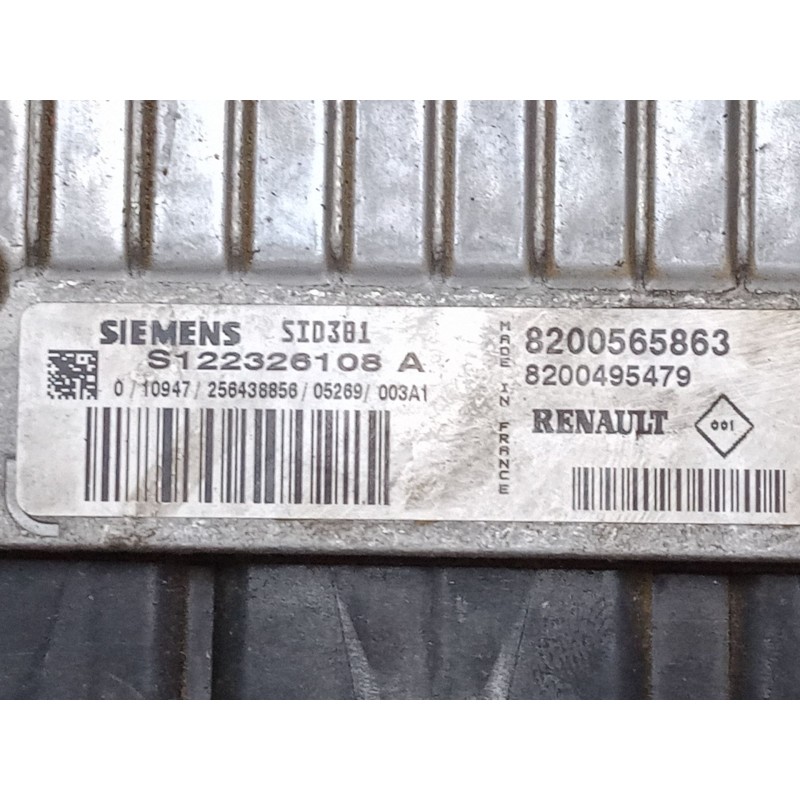 SIEMENS SID301
S122326108 A
0 / 10947 / 256438856 / 05269 / 003A1
MADE IN FRANCE
8200565863
8200495479
RENAULT 001